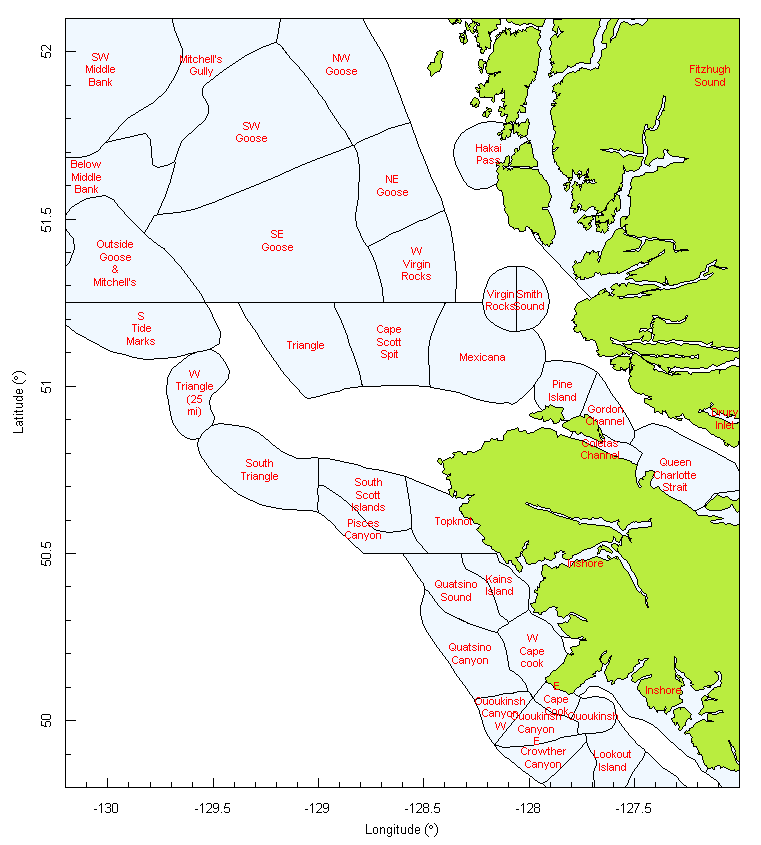 52
51.5
51
50.5
50
Latitude (°)
SW
Middle
Bank
Mitchell's
Gully
NW
Goose
Fitzhugh
Sound
SW
Goose
Hakai
Pass
Below
Middle
Bank
NE
Goose
SE
Goose
Outside
Goose
&
Mitchell's
W
Virgin
Rocks
Virgin
Rocks
Smith
Sound
S
Tide
Marks
Triangle
Cape
Scott
Spit
Mexicana
W
Triangle
(25
mi)
Pine
Island
Gordon
Channel
Drury
Inlet
Goletas
Channel
South
Triangle
South
Scott
Islands
Queen
Charlotte
Strait
Pisces
Canyon
Topknot
Inshore
Quatsino
Sound
Kains
Island
Quatsino
Canyon
W
Cape
cook
E
Cape
Cook
Inshore
Ououkinsh
Canyon
W
Ououkinsh
Canyon
E
Ououkinsh
Crowther
Canyon
Lookout
Island
-130
-129.5
-129
-128.5
-128
-127.5
Longitude (°)